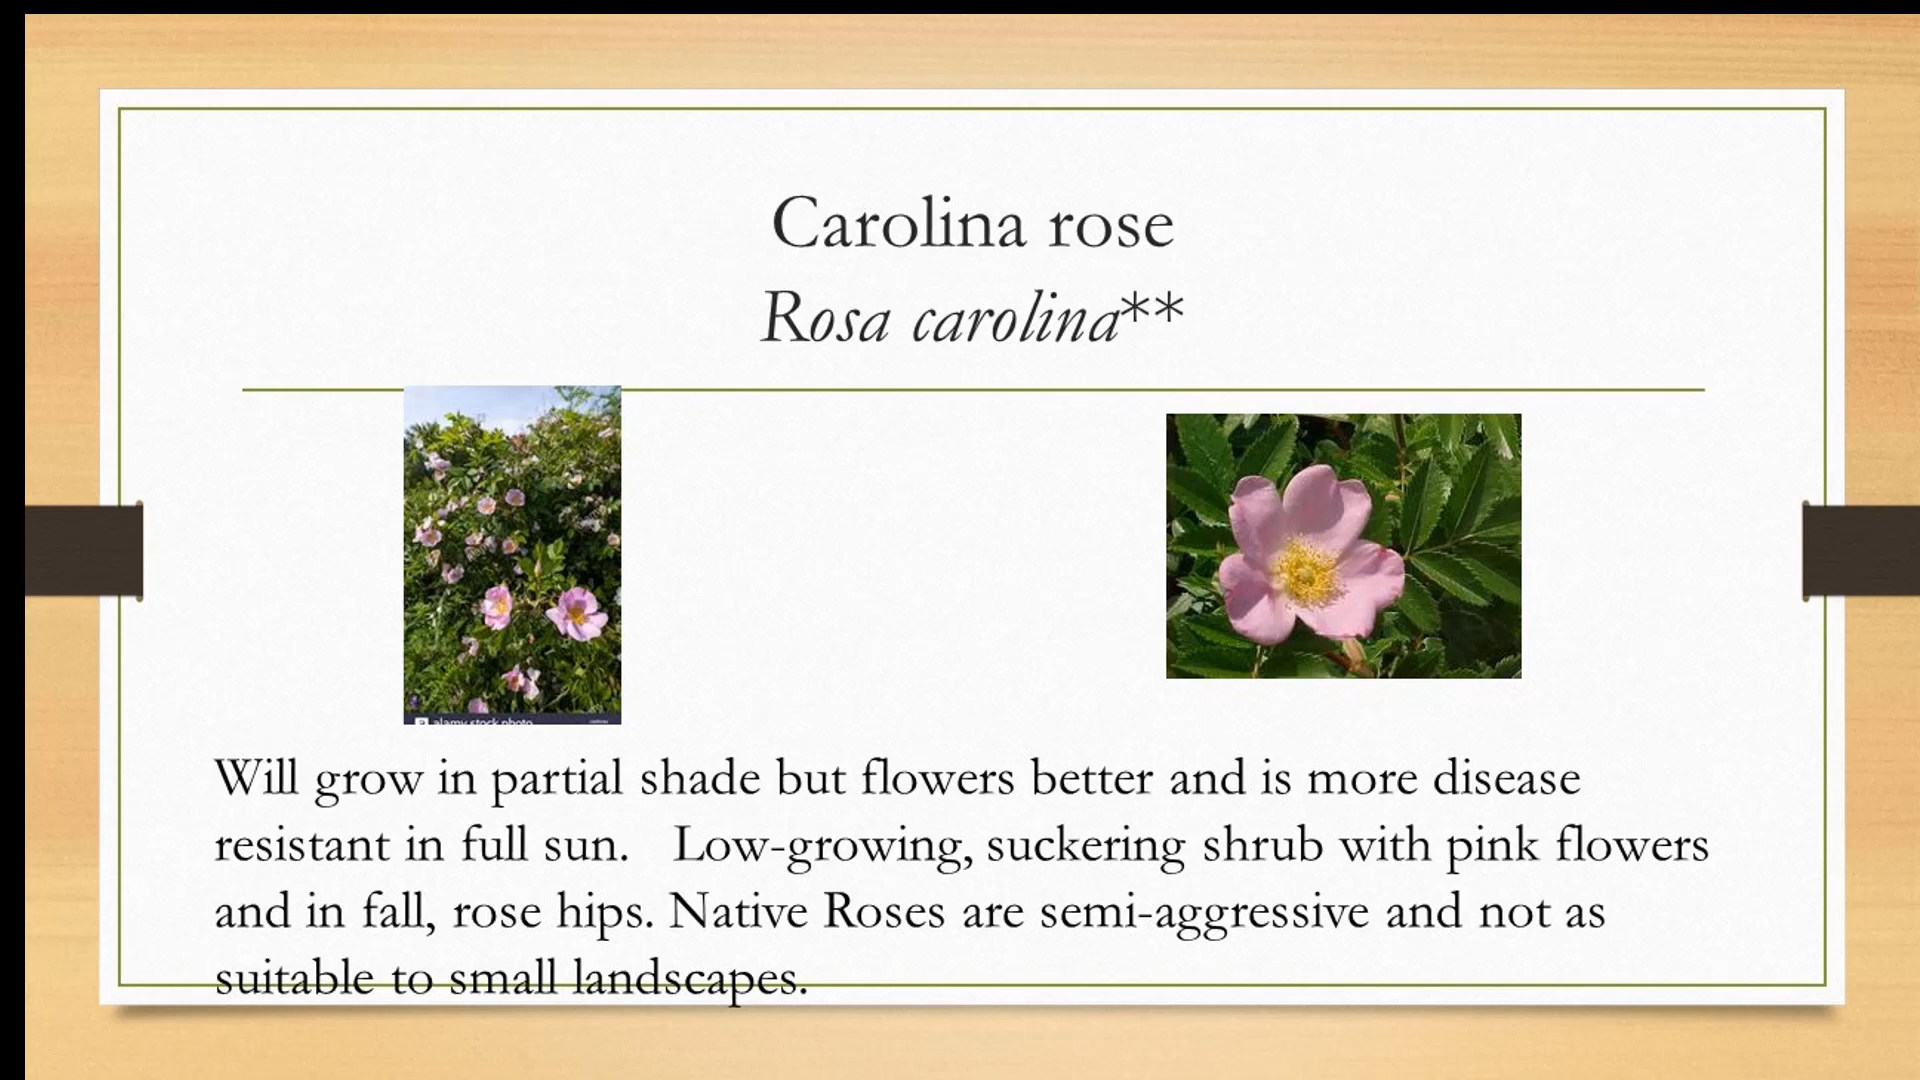 Carolina rose
Rosa carolina**
a alamy stock photo
Will grow in partial shade but flowers better and is more disease
resistant in full sun.   Low-growing, suckering shrub with pink flowers
and in fall, rose hips. Native Roses are semi-aggressive and not as
suitable to small landscapes.